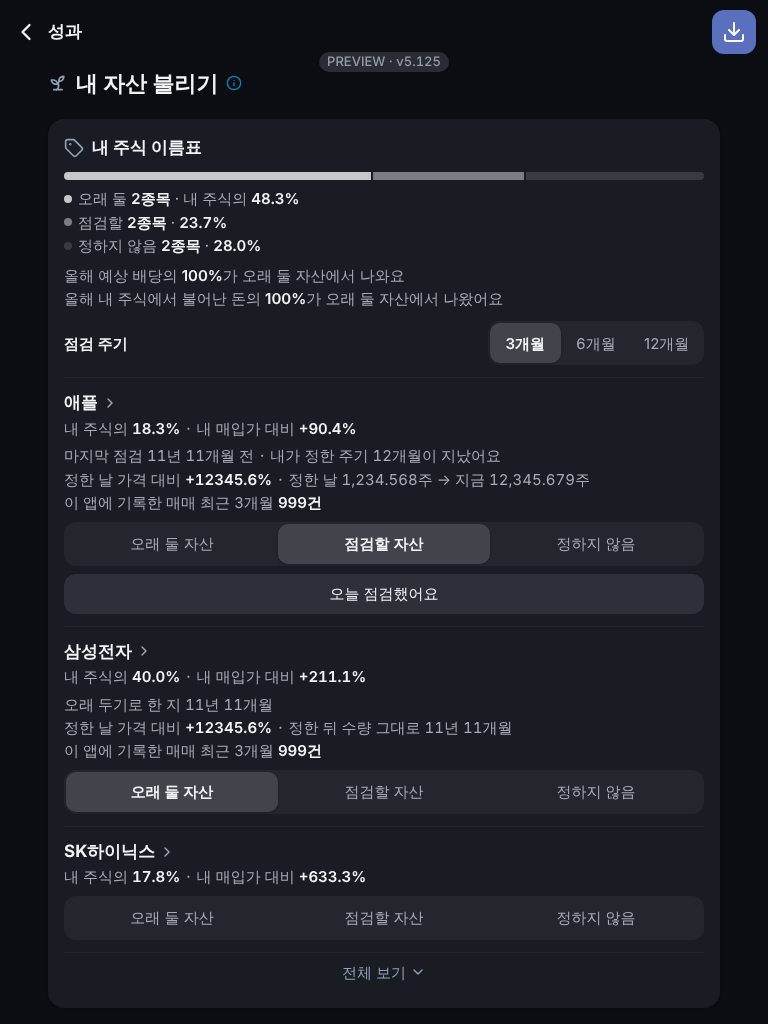 성과
PREVIEW · v5.125
내 자산 불리기
내 주식 이름표
오래 둘 2종목 · 내 주식의 48.3%
점검할 2종목 · 23.7%
정하지 않음 2종목 · 28.0%
올해 예상 배당의 100%가 오래 둘 자산에서 나와요
올해 내 주식에서 불어난 돈의 100%가 오래 둘 자산에서 나왔어요
점검 주기 3개월 6개월 12개월
애플
내 주식의 18.3% · 내 매입가 대비 +90.4%
마지막 점검 11년 11개월 전 · 내가 정한 주기 12개월이 지났어요
정한 날 가격 대비 +12345.6% · 정한 날 1,234.568주 → 지금 12,345.679주
이 앱에 기록한 매매 최근 3개월 999건
오래 둘 자산 점검할 자산 정하지 않음
오늘 점검했어요
삼성전자
내 주식의 40.0% · 내 매입가 대비 +211.1%
오래 두기로 한 지 11년 11개월
정한 날 가격 대비 +12345.6% · 정한 뒤 수량 그대로 11년 11개월
이 앱에 기록한 매매 최근 3개월 999건
오래 둘 자산 점검할 자산 정하지 않음
SK하이닉스
내 주식의 17.8% · 내 매입가 대비 +633.3%
오래 둘 자산 점검할 자산 정하지 않음
전체 보기